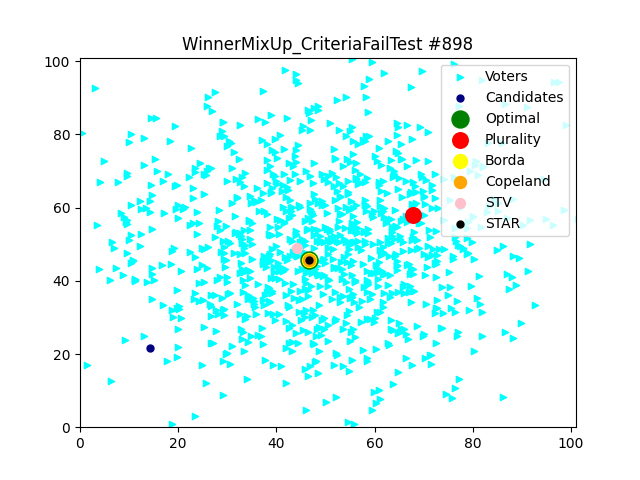 WinnerMixUp_CriteriaFailTest #898
100
80
60
40
20
0
0 20 40 60 80 100
Voters
Candidates
Optimal
Plurality
Borda
Copeland
STV
STAR